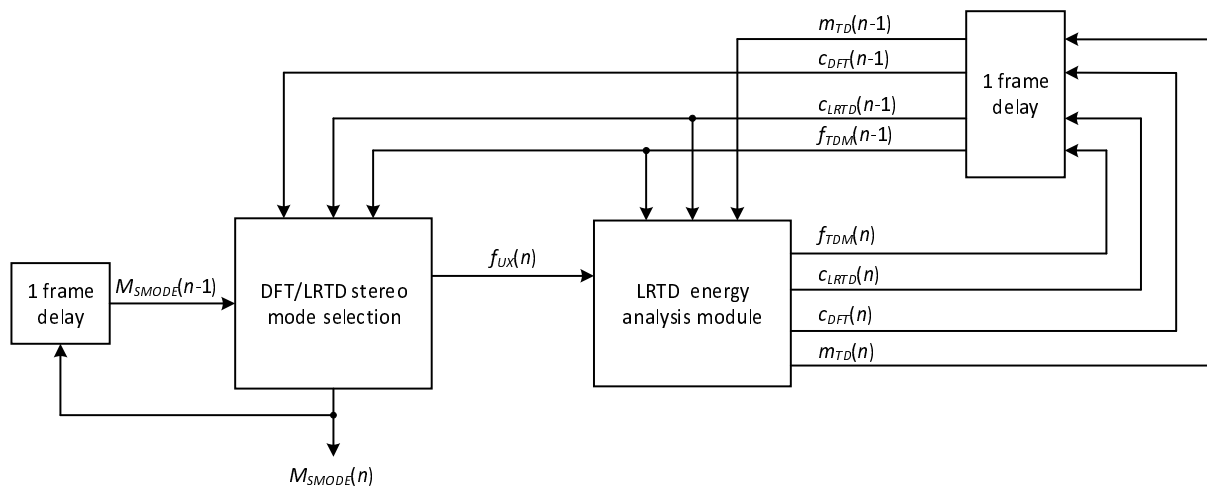 m_TD(n-1)
c_DFT(n-1)
c_LRTD(n-1)
f_TDM(n-1)
1 frame
delay
1 frame
delay
M_SMODE(n-1)
DFT/LRTD stereo
mode selection
f_UX(n)
LRTD energy
analysis module
f_TDM(n)
c_LRTD(n)
c_DFT(n)
m_TD(n)
M_SMODE(n)